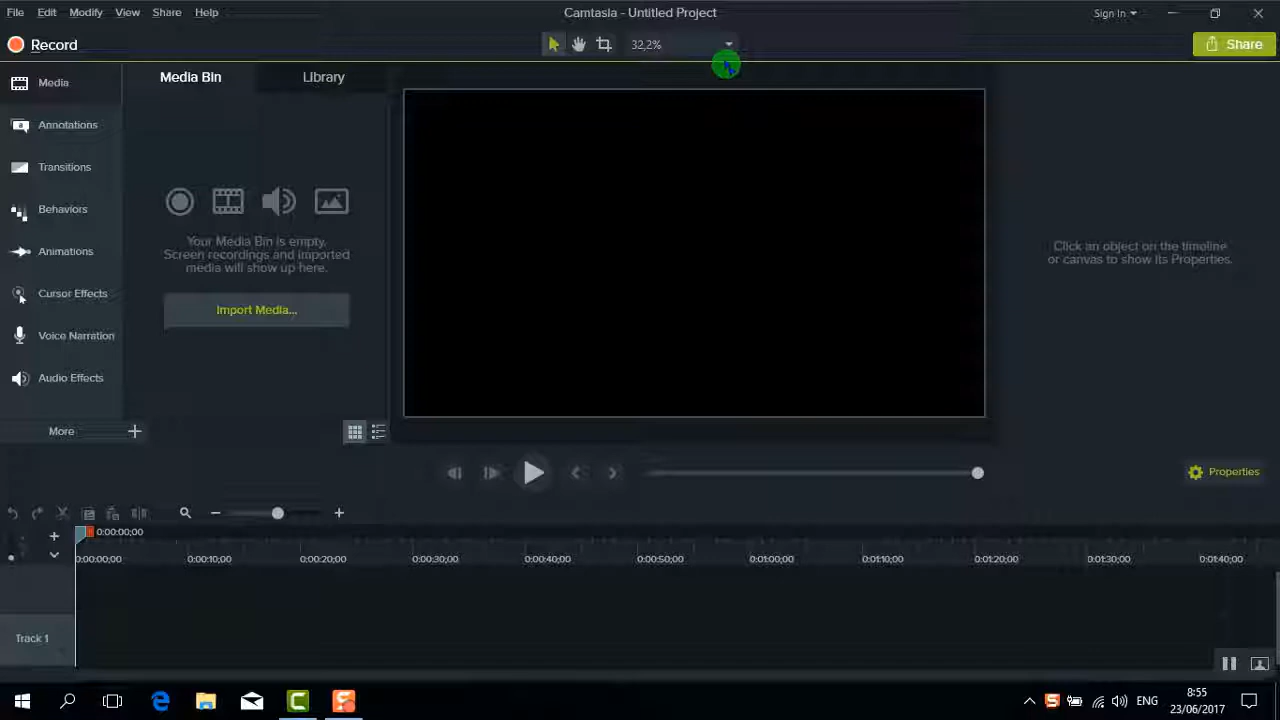 File Edit Modify View Share Help
Camtasia - Untitled Project
Sign In
Record
32,2%
Share
Media
Media Bin
Library
Annotations
Transitions
Behaviors
Animations
Cursor Effects
Voice Narration
Audio Effects
More
Your Media Bin is empty.
Screen recordings and imported
media will show up here.
Import Media...
Click an object on the timeline
or canvas to show its Properties.
Properties
0:00:00;00
0:00:00;00 0:00:10;00 0:00:20;00 0:00:30;00 0:00:40;00 0:00:50;00 0:01:00;00 0:01:10;00 0:01:20;00 0:01:30;00 0:01:40;00
Track 1
ENG
8:55
23/06/2017